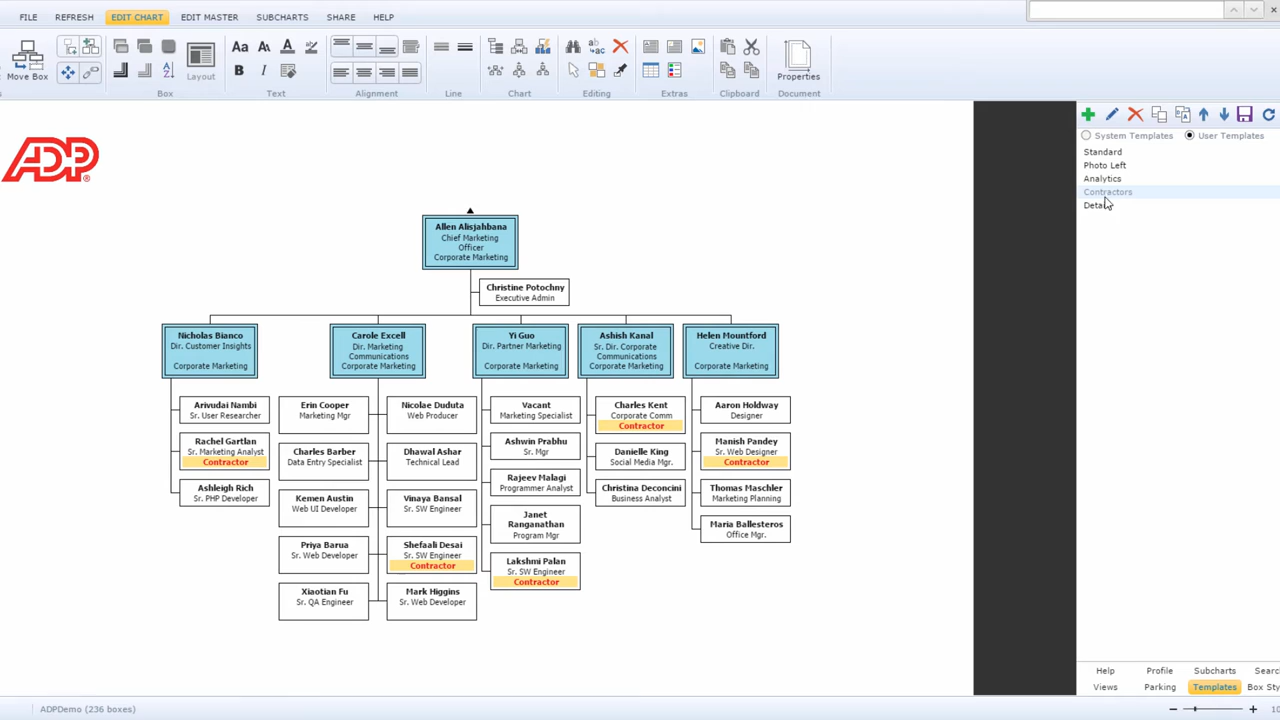 FILE REFRESH EDIT CHART EDIT MASTER SUBCHARTS SHARE HELP
Move Box
Layout
Aa
B I
Box Text Alignment Line Chart Editing Extras Clipboard Document
Properties
ADP
System Templates User Templates
Standard
Photo Left
Analytics
Contractors
Allen Alisjahbana
Chief Marketing
Officer
Corporate Marketing
Christine Potochny
Executive Admin
Nicholas Bianco
Dir. Customer Insights
Corporate Marketing
Carole Excell
Dir. Marketing
Communications
Corporate Marketing
Yi Guo
Dir. Partner Marketing
Corporate Marketing
Ashish Kanal
Sr. Dir. Corporate
Communications
Corporate Marketing
Helen Mountford
Creative Dir.
Corporate Marketing
Arivudai Nambi
Sr. User Researcher
Rachel Gartlan
Sr. Marketing Analyst
Contractor
Ashleigh Rich
Sr. PHP Developer
Erin Cooper
Marketing Mgr
Charles Barber
Data Entry Specialist
Kemen Austin
Web UI Developer
Priya Barua
Sr. Web Developer
Xiaotian Fu
Sr. QA Engineer
Nicolae Duduta
Web Producer
Dhawal Ashar
Technical Lead
Vinaya Bansal
Sr. SW Engineer
Shefaali Desai
Sr. SW Engineer
Contractor
Mark Higgins
Sr. Web Developer
Vacant
Marketing Specialist
Ashwin Prabhu
Sr. Mgr
Rajeev Malagi
Programmer Analyst
Janet
Ranganathan
Program Mgr
Lakshmi Palan
Sr. SW Engineer
Contractor
Charles Kent
Corporate Comm
Contractor
Danielle King
Social Media Mgr.
Christina Deconcini
Business Analyst
Aaron Holdway
Designer
Manish Pandey
Sr. Web Designer
Contractor
Thomas Maschler
Marketing Planning
Maria Ballesteros
Office Mgr.
Help Profile Subcharts Searc
Views Parking Templates Box Sty
ADPDemo (236 boxes)